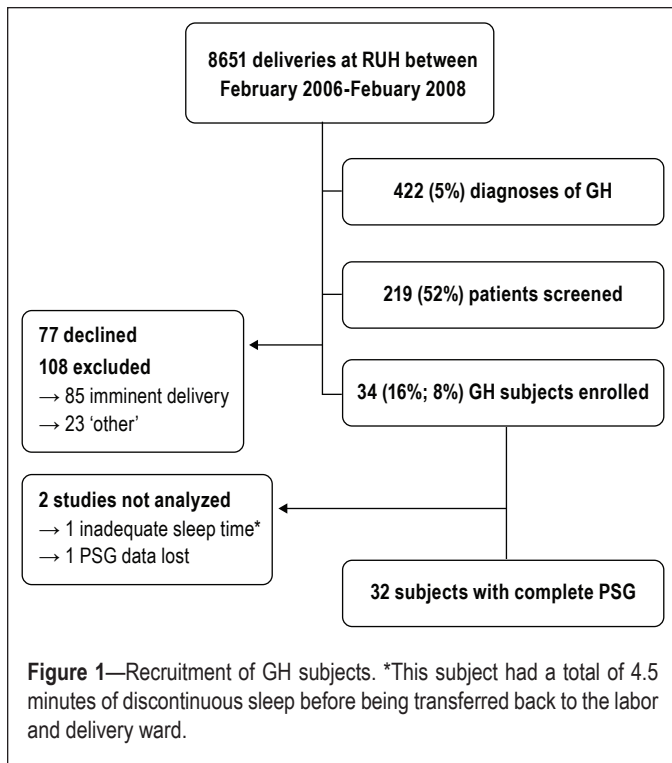 8651 deliveries at RUH between
February 2006-Febuary 2008
422 (5%) diagnoses of GH
219 (52%) patients screened
77 declined
108 excluded
→ 85 imminent delivery
→ 23 ‘other’
34 (16%; 8%) GH subjects enrolled
2 studies not analyzed
→ 1 inadequate sleep time*
→ 1 PSG data lost
32 subjects with complete PSG
Figure 1—Recruitment of GH subjects. *This subject had a total of 4.5
minutes of discontinuous sleep before being transferred back to the labor
and delivery ward.